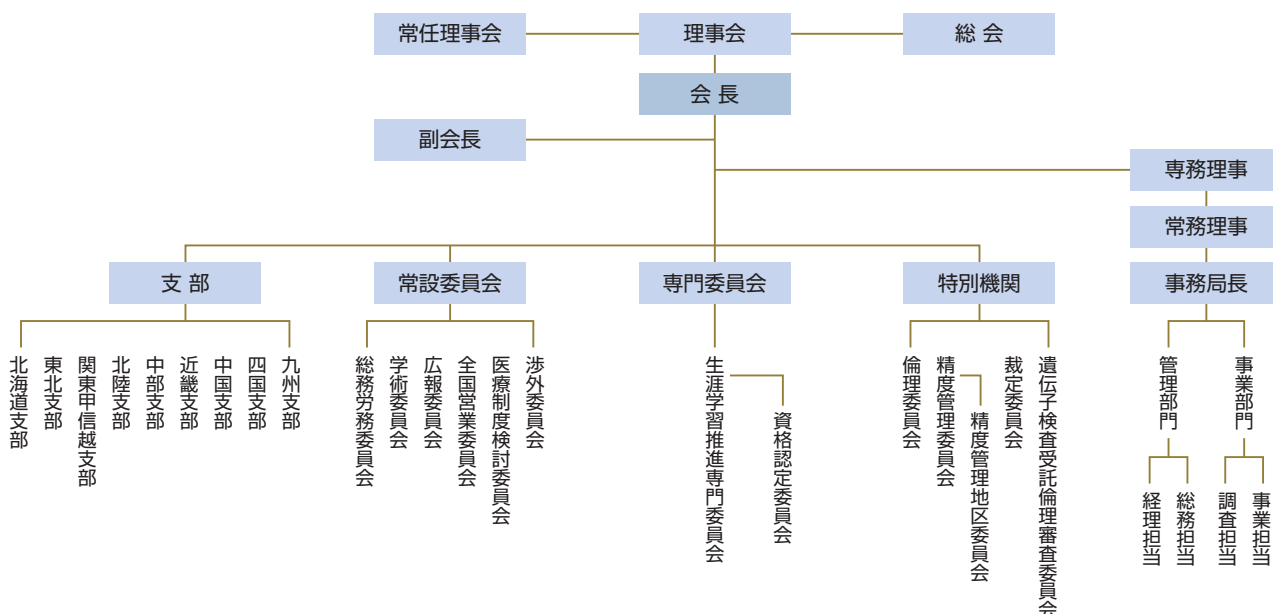 常任理事会
理事会
総 会
会 長
副会長
専務理事
常務理事
支 部
常設委員会
専門委員会
特別機関
事務局長
北海道支部
東北支部
関東甲信越支部
北陸支部
中部支部
近畿支部
中国支部
四国支部
九州支部
総務労務委員会
学術委員会
広報委員会
全国営業委員会
医療制度検討委員会
渉外委員会
生涯学習推進専門委員会
資格認定委員会
倫理委員会
精度管理委員会
精度管理地区委員会
裁定委員会
遺伝子検査受託倫理審査委員会
管理部門
事業部門
経理担当
総務担当
調査担当
事業担当